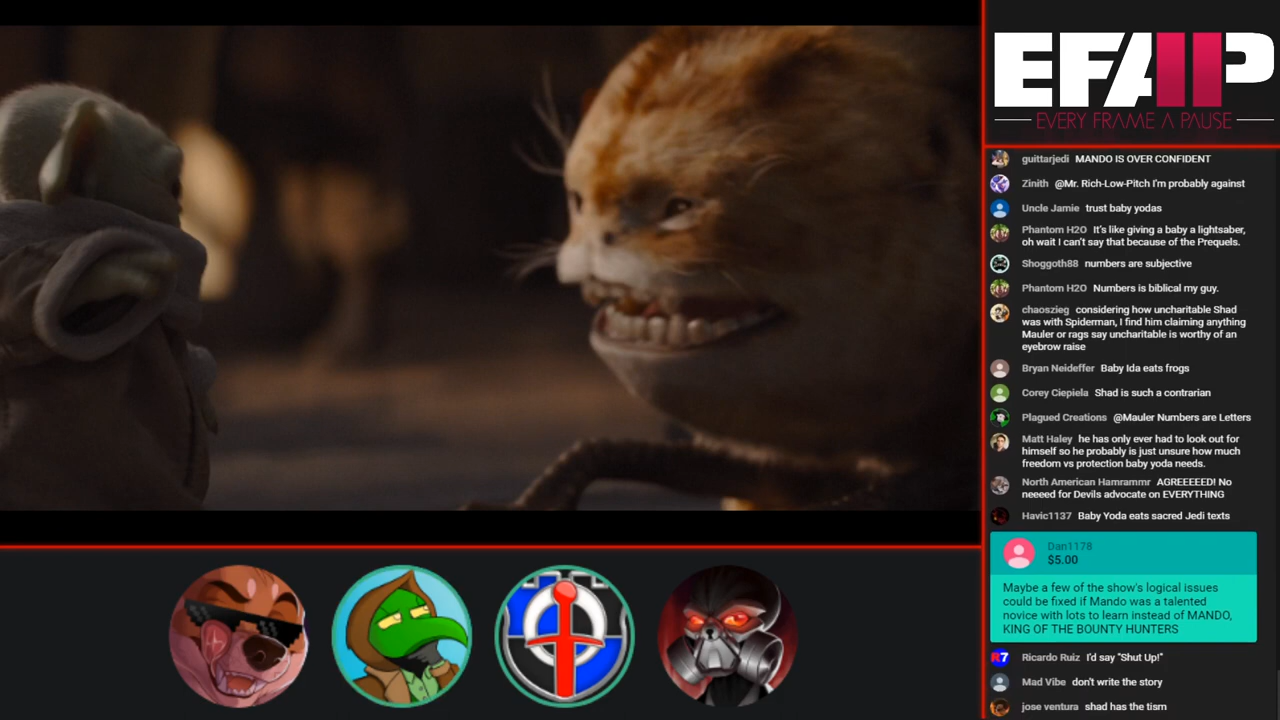 EFAP
EVERY FRAME A PAUSE
guittarjedi MANDO IS OVER CONFIDENT
Zinith @Mr. Rich-Low-Pitch I'm probably against
Uncle Jamie trust baby yodas
Phantom H2O It's like giving a baby a lightsaber,
oh wait I can't say that because of the Prequels.
Shoggoth88 numbers are subjective
Phantom H2O Numbers is biblical my guy.
chaoszieg considering how uncharitable Shad
was with Spiderman, I find him claiming anything
Mauler or rags say uncharitable is worthy of an
eyebrow raise
Bryan Neideffer Baby Ida eats frogs
Corey Ciepiela Shad is such a contrarian
Plagued Creations @Mauler Numbers are Letters
Matt Haley he has only ever had to look out for
himself so he probably is just unsure how much
freedom vs protection baby yoda needs.
North American Hamrammr AGREEEEED! No
neeeed for Devils advocate on EVERYTHING
Havic1137 Baby Yoda eats sacred Jedi texts
Dan1178
$5.00
Maybe a few of the show's logical issues
could be fixed if Mando was a talented
novice with lots to learn instead of MANDO,
KING OF THE BOUNTY HUNTERS
R7
Ricardo Ruiz I'd say "Shut Up!"
Mad Vibe don't write the story
jose ventura shad has the tism